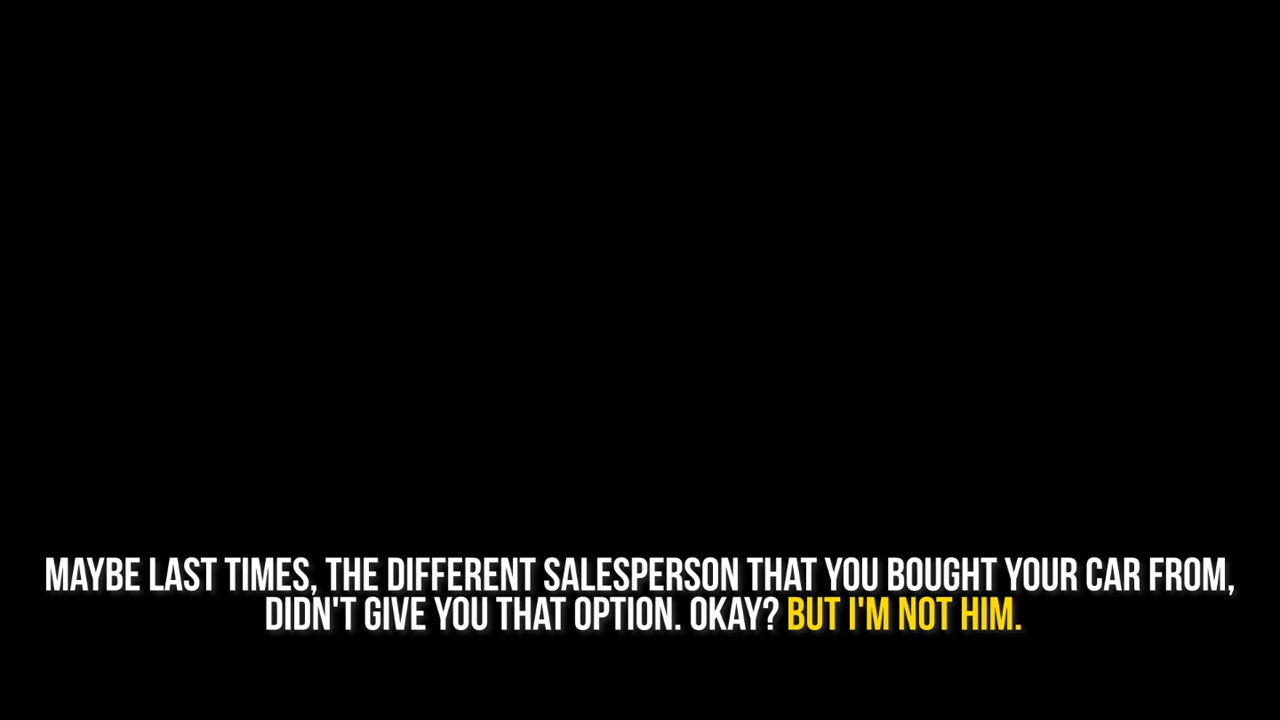 MAYBE LAST TIMES, THE DIFFERENT SALESPERSON THAT YOU BOUGHT YOUR CAR FROM,
DIDN'T GIVE YOU THAT OPTION. OKAY? BUT I'M NOT HIM.